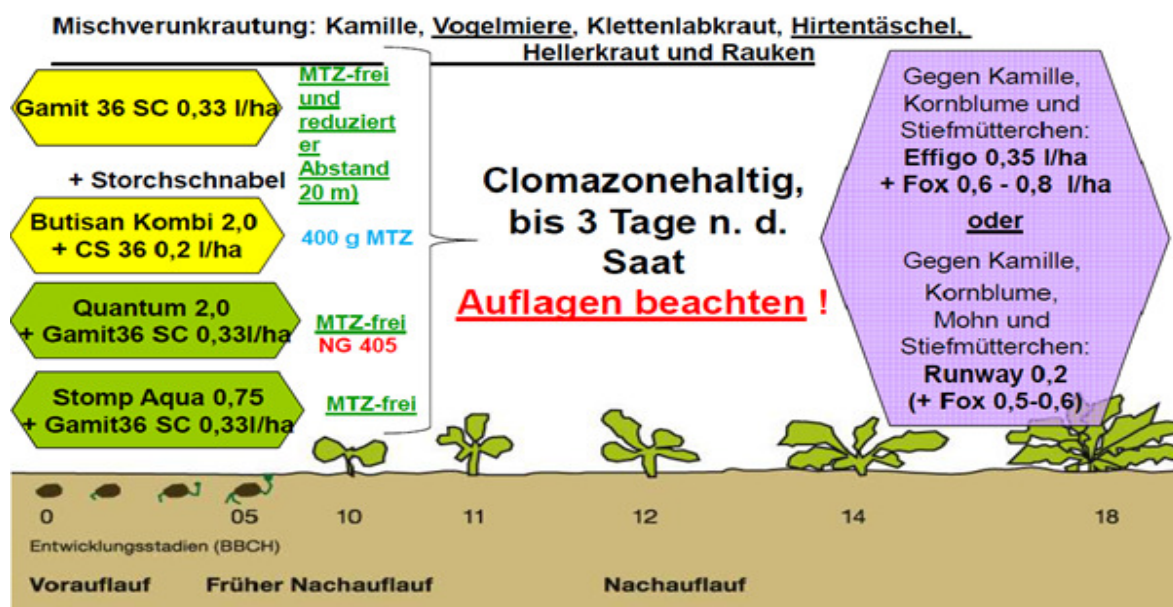 Mischverunkrautung: Kamille, Vogelmiere, Klettenlabkraut, Hirtentäschel,
Hellerkraut und Rauken
Gamit 36 SC 0,33 l/ha
MTZ-frei
und
reduziert
er
Abstand
20 m)
+ Storchschnabel
Butisan Kombi 2,0
+ CS 36 0,2 l/ha
400 g MTZ
Quantum 2,0
+ Gamit36 SC 0,33l/ha
MTZ-frei
NG 405
Stomp Aqua 0,75
+ Gamit36 SC 0,33l/ha
MTZ-frei
Clomazonehaltig,
bis 3 Tage n. d.
Saat
Auflagen beachten !
Gegen Kamille,
Kornblume und
Stiefmütterchen:
Effigo 0,35 l/ha
+ Fox 0,6 - 0,8 l/ha
oder
Gegen Kamille,
Kornblume,
Mohn und
Stiefmütterchen:
Runway 0,2
(+ Fox 0,5-0,6)
0 05 10 11 12 14 18
Entwicklungsstadien (BBCH)
Vorauflauf Früher Nachauflauf Nachauflauf